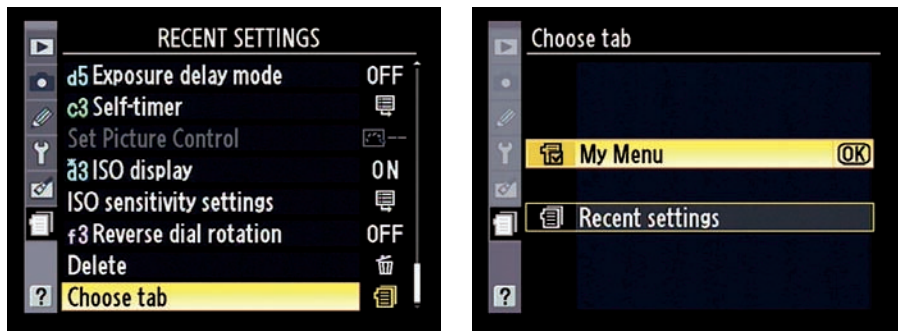 RECENT SETTINGS
d5 Exposure delay mode OFF
c3 Self-timer
Set Picture Control --
d3 ISO display ON
ISO sensitivity settings
f3 Reverse dial rotation OFF
Delete
Choose tab
?
Choose tab
My Menu OK
Recent settings
?